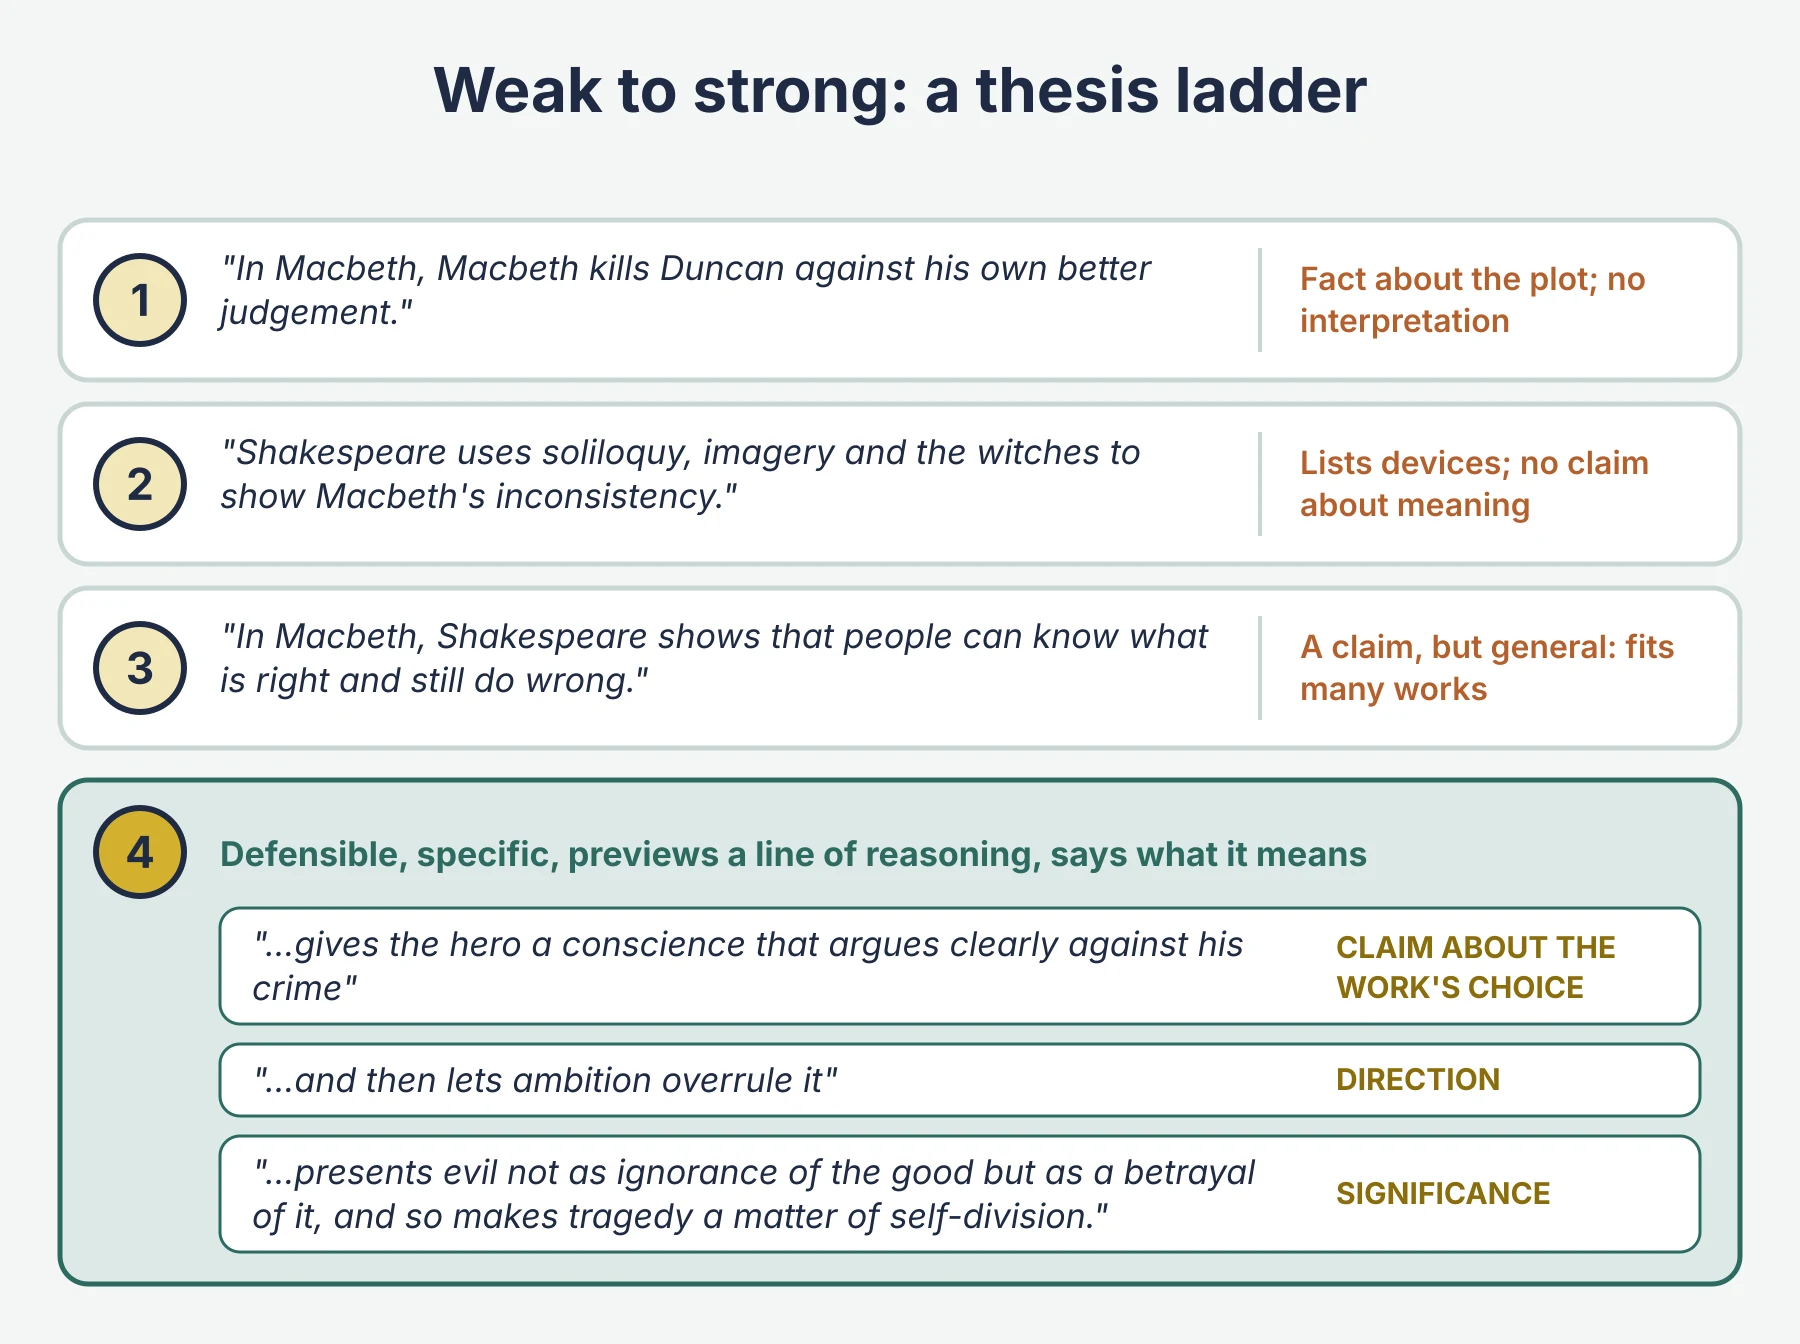 Weak to strong: a thesis ladder
1
"In Macbeth, Macbeth kills Duncan against his own better
judgement."
Fact about the plot; no
interpretation
2
"Shakespeare uses soliloquy, imagery and the witches to
show Macbeth's inconsistency."
Lists devices; no claim
about meaning
3
"In Macbeth, Shakespeare shows that people can know what
is right and still do wrong."
A claim, but general: fits
many works
4
Defensible, specific, previews a line of reasoning, says what it means
"...gives the hero a conscience that argues clearly against his
crime"
CLAIM ABOUT THE
WORK'S CHOICE
"...and then lets ambition overrule it"
DIRECTION
"...presents evil not as ignorance of the good but as a betrayal
of it, and so makes tragedy a matter of self-division."
SIGNIFICANCE